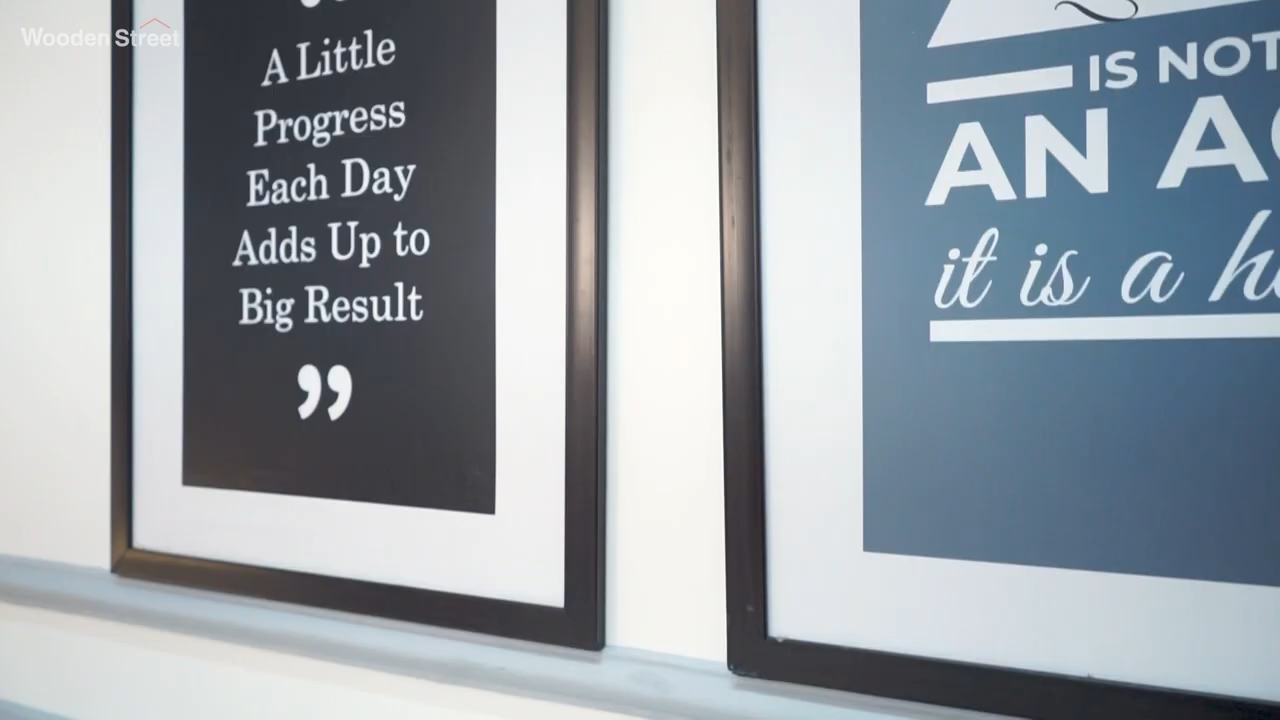 Wooden Street
A Little
Progress
Each Day
Adds Up to
Big Result
”
IS NOT
AN
it is a